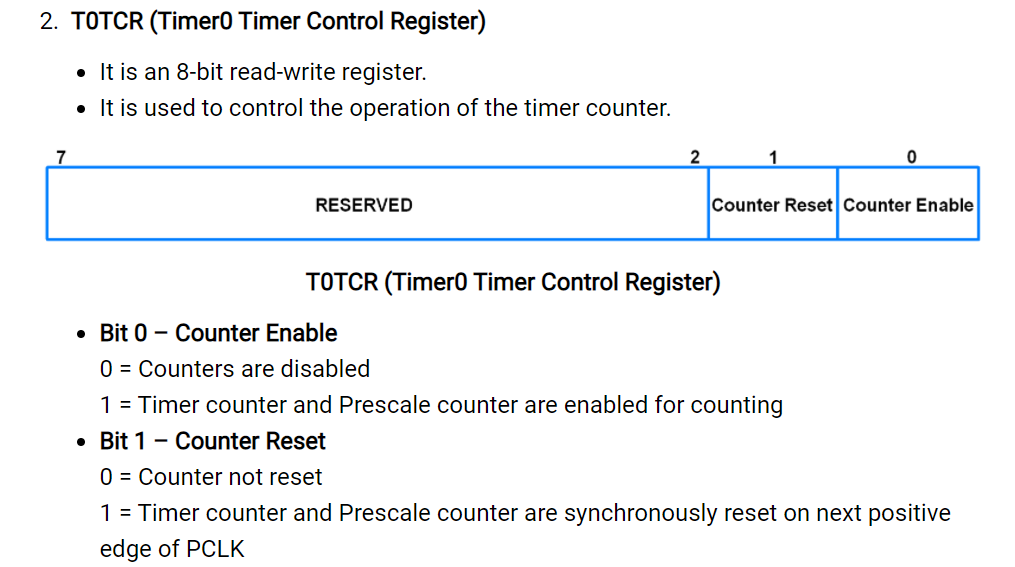 2. T0TCR (Timer0 Timer Control Register)
• It is an 8-bit read-write register.
• It is used to control the operation of the timer counter.
7 2 1 0
RESERVED Counter Reset Counter Enable
T0TCR (Timer0 Timer Control Register)
• Bit 0 – Counter Enable
0 = Counters are disabled
1 = Timer counter and Prescale counter are enabled for counting
• Bit 1 – Counter Reset
0 = Counter not reset
1 = Timer counter and Prescale counter are synchronously reset on next positive
edge of PCLK